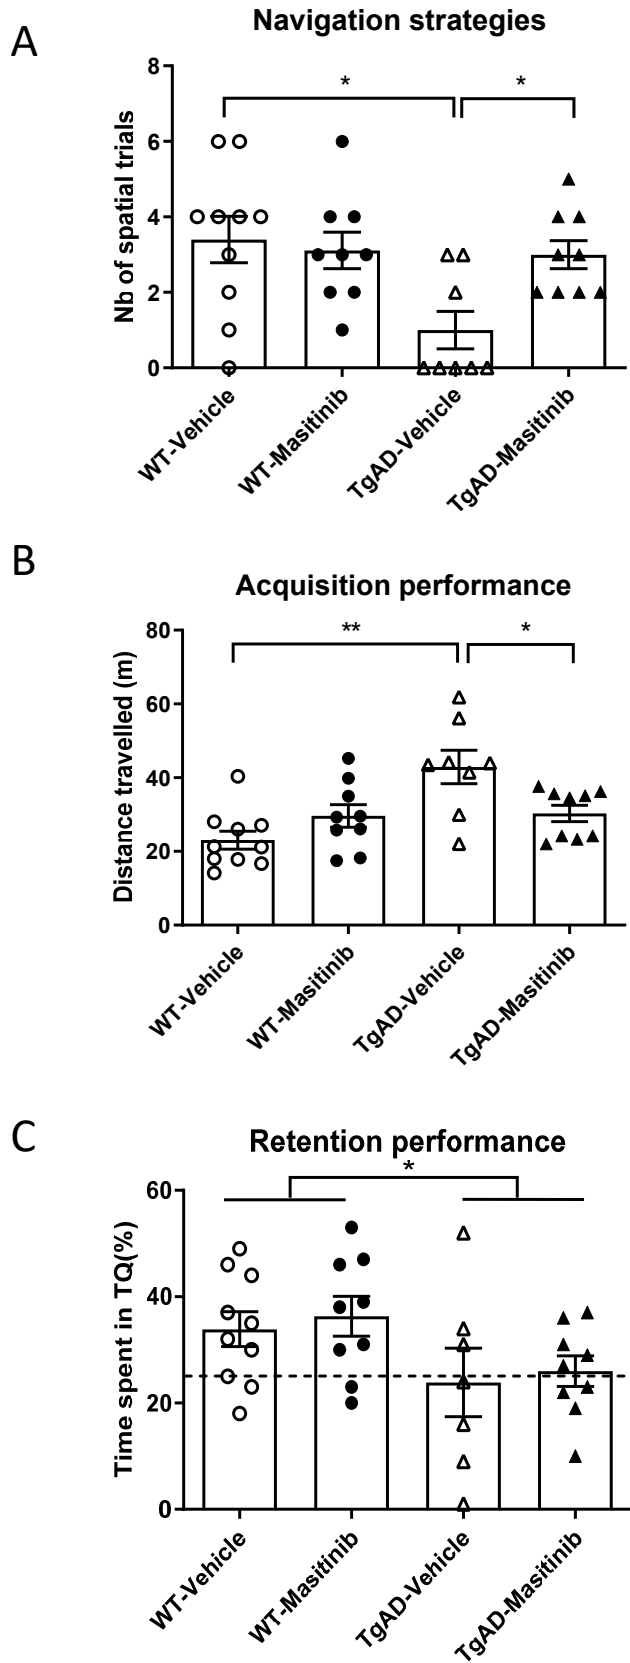 A
Navigation strategies
Nb of spatial trials
8
6
4
2
0
*
*
WT-Vehicle
WT-Masitinib
TgAD-Vehicle
TgAD-Masitinib
B
Acquisition performance
Distance travelled (m)
80
60
40
20
0
**
*
WT-Vehicle
WT-Masitinib
TgAD-Vehicle
TgAD-Masitinib
C
Retention performance
Time spent in TQ(%)
60
40
20
0
*
WT-Vehicle
WT-Masitinib
TgAD-Vehicle
TgAD-Masitinib